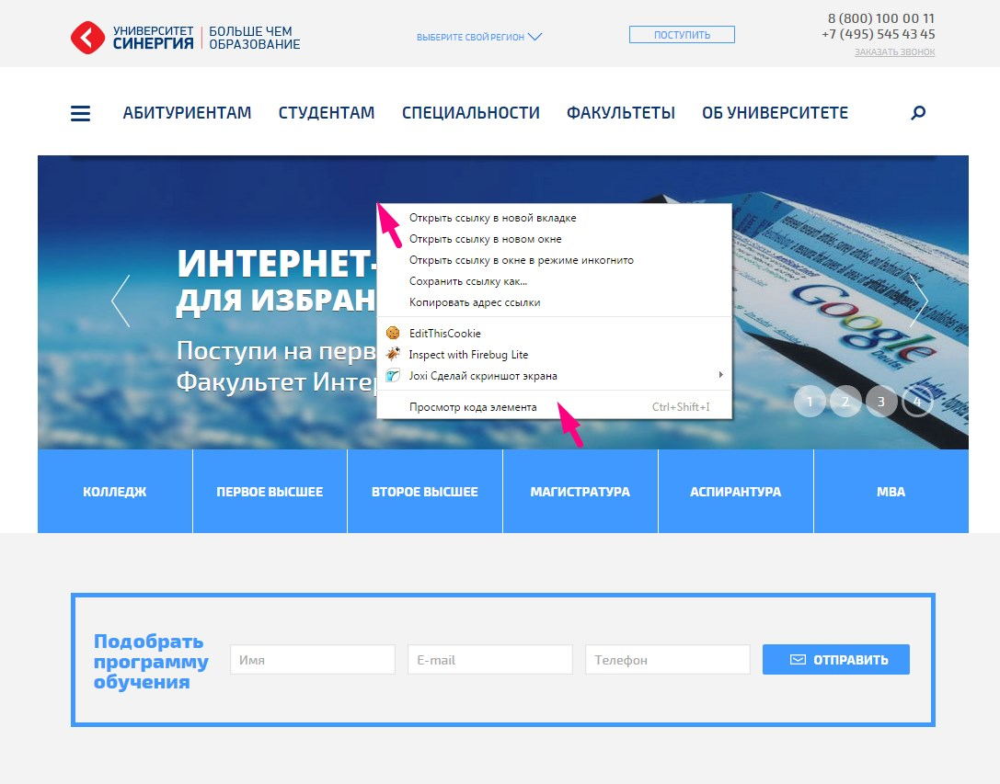 УНИВЕРСИТЕТ
СИНЕРГИЯ
БОЛЬШЕ ЧЕМ
ОБРАЗОВАНИЕ
ВЫБЕРИТЕ СВОЙ РЕГИОН
ПОСТУПИТЬ
8 (800) 100 00 11
+7 (495) 545 43 45
ЗАКАЗАТЬ ЗВОНОК
АБИТУРИЕНТАМ
СТУДЕНТАМ
СПЕЦИАЛЬНОСТИ
ФАКУЛЬТЕТЫ
ОБ УНИВЕРСИТЕТЕ
ИНТЕРНЕТ-
ДЛЯ ИЗБРАН
Поступи на перв
Факультет Интер
Открыть ссылку в новой вкладке
Открыть ссылку в новом окне
Открыть ссылку в окне в режиме инкогнито
Сохранить ссылку как...
Копировать адрес ссылки
EditThisCookie
Inspect with Firebug Lite
Joxi Сделай скриншот экрана
Просмотр кода элемента Ctrl+Shift+I
Google
1 2 3 4
КОЛЛЕДЖ
ПЕРВОЕ ВЫСШЕЕ
ВТОРОЕ ВЫСШЕЕ
МАГИСТРАТУРА
АСПИРАНТУРА
MBA
Подобрать
программу
обучения
Имя
E-mail
Телефон
ОТПРАВИТЬ